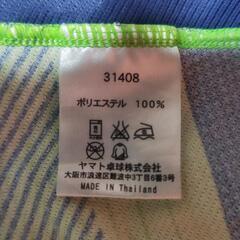 31408
ポリエステル 100%
ヤマト卓球株式会社
大阪市浪速区難波中3丁目6番3号
MADE IN Thailand